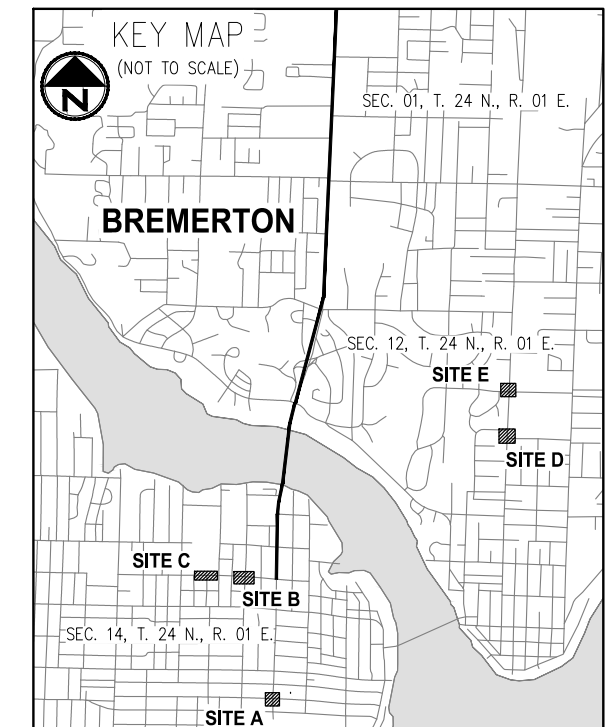 KEY MAP
(NOT TO SCALE)
N
SEC. 01, T. 24 N., R. 01 E.
BREMERTON
SEC. 12, T. 24 N., R. 01 E.
SITE E
SITE D
SITE C
SITE B
SEC. 14, T. 24 N., R. 01 E.
SITE A